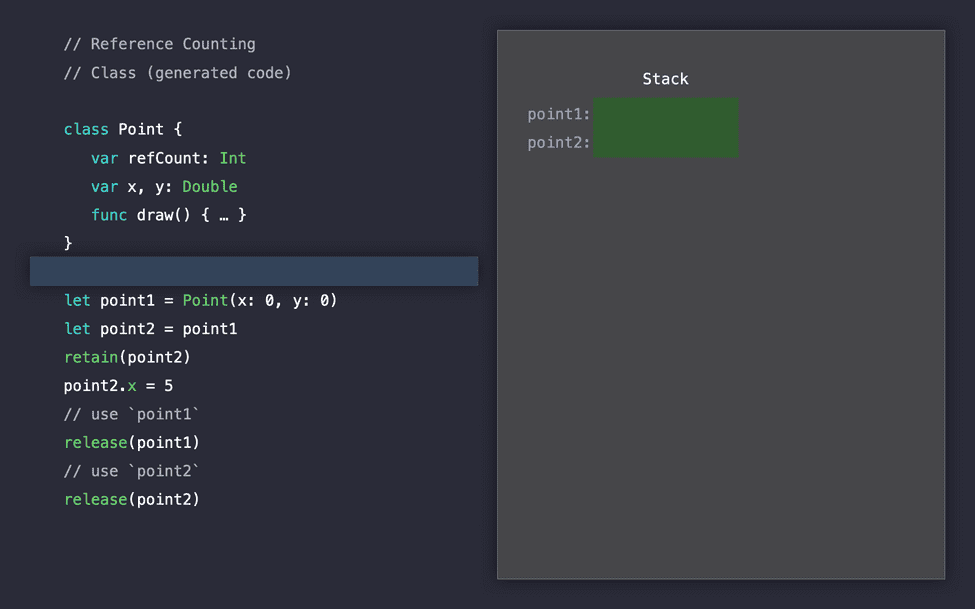 // Reference Counting
// Class (generated code)
class Point {
var refCount: Int
var x, y: Double
func draw() { … }
}
let point1 = Point(x: 0, y: 0)
let point2 = point1
retain(point2)
point2.x = 5
// use `point1`
release(point1)
// use `point2`
release(point2)
Stack
point1:
point2: